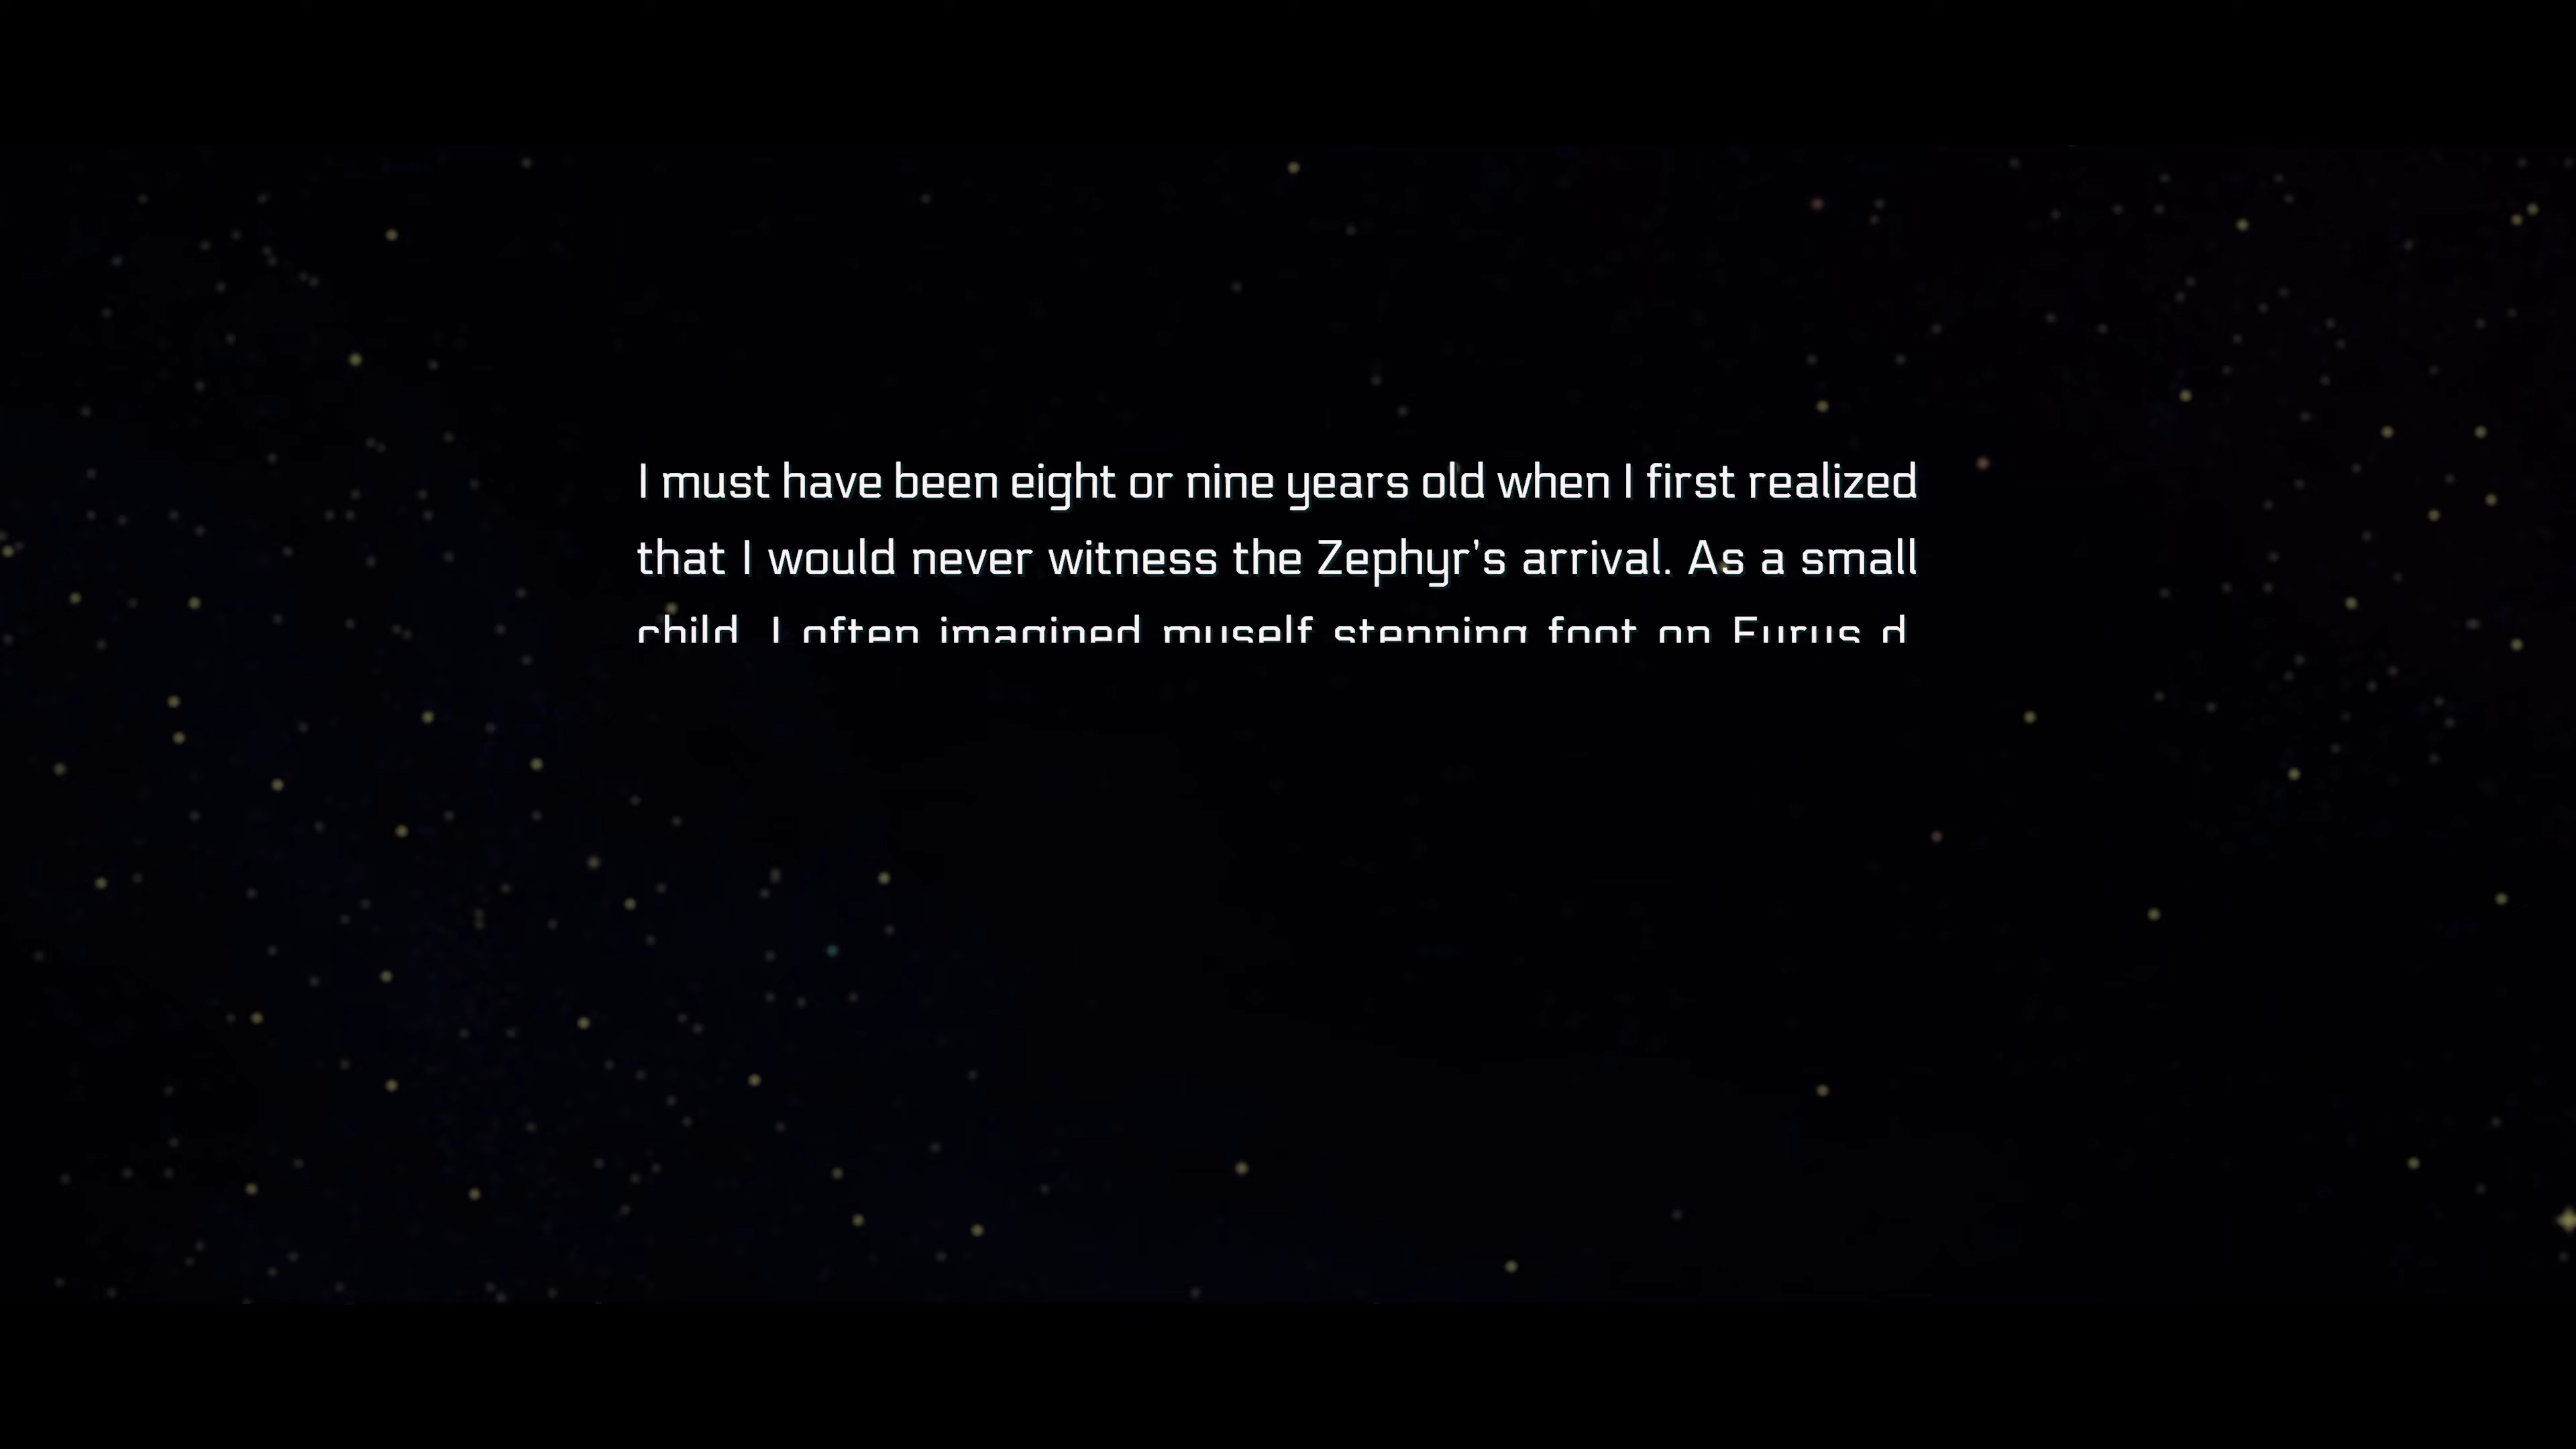 I must have been eight or nine years old when I first realized
that I would never witness the Zephyr's arrival. As a small
child, I often imagined myself stepping foot on Eurus d,